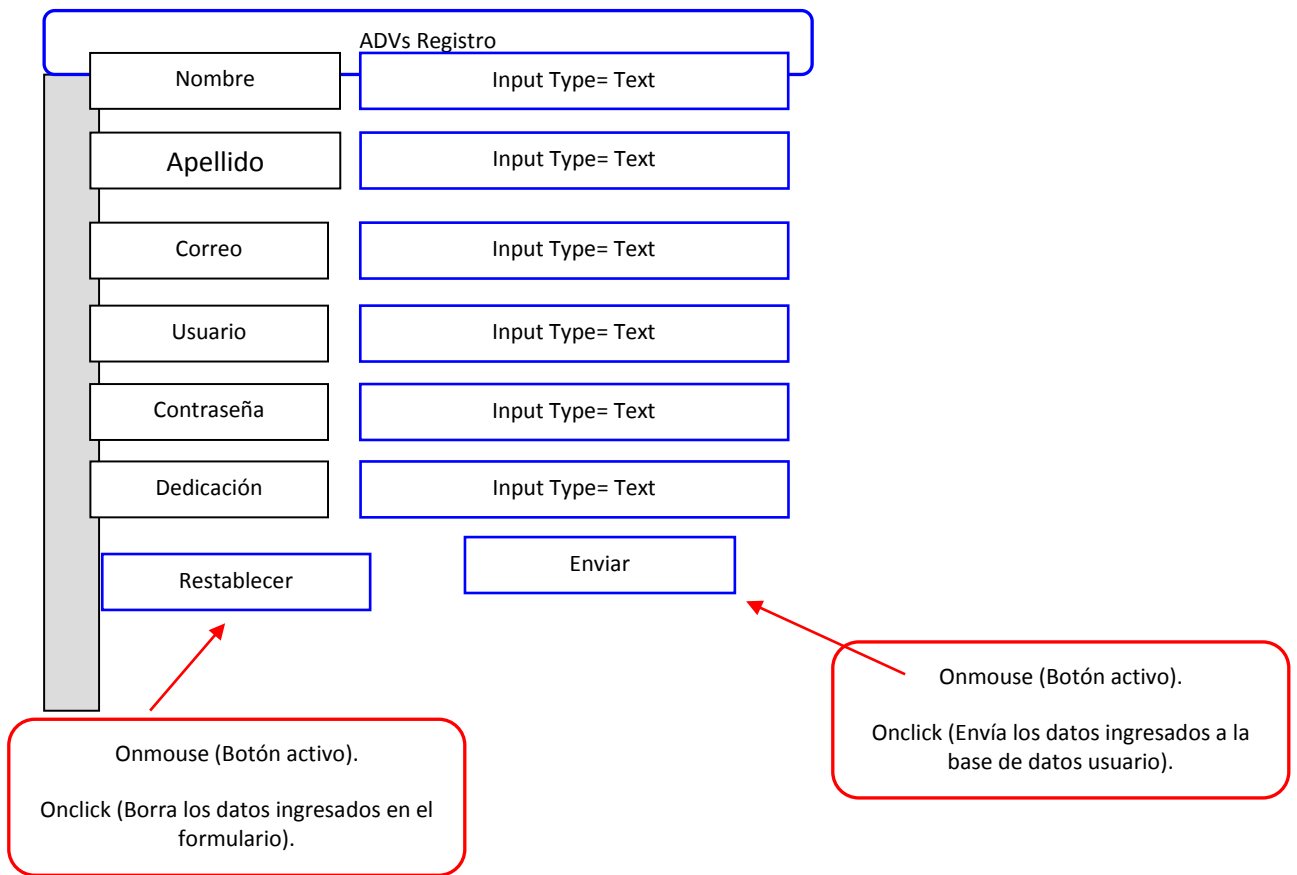 ADVs Registro
Nombre
Input Type= Text
Apellido
Input Type= Text
Correo
Input Type= Text
Usuario
Input Type= Text
Contraseña
Input Type= Text
Dedicación
Input Type= Text
Restablecer
Enviar
Onmouse (Botón activo).
Onclick (Envía los datos ingresados a la
base de datos usuario).
Onmouse (Botón activo).
Onclick (Borra los datos ingresados en el
formulario).